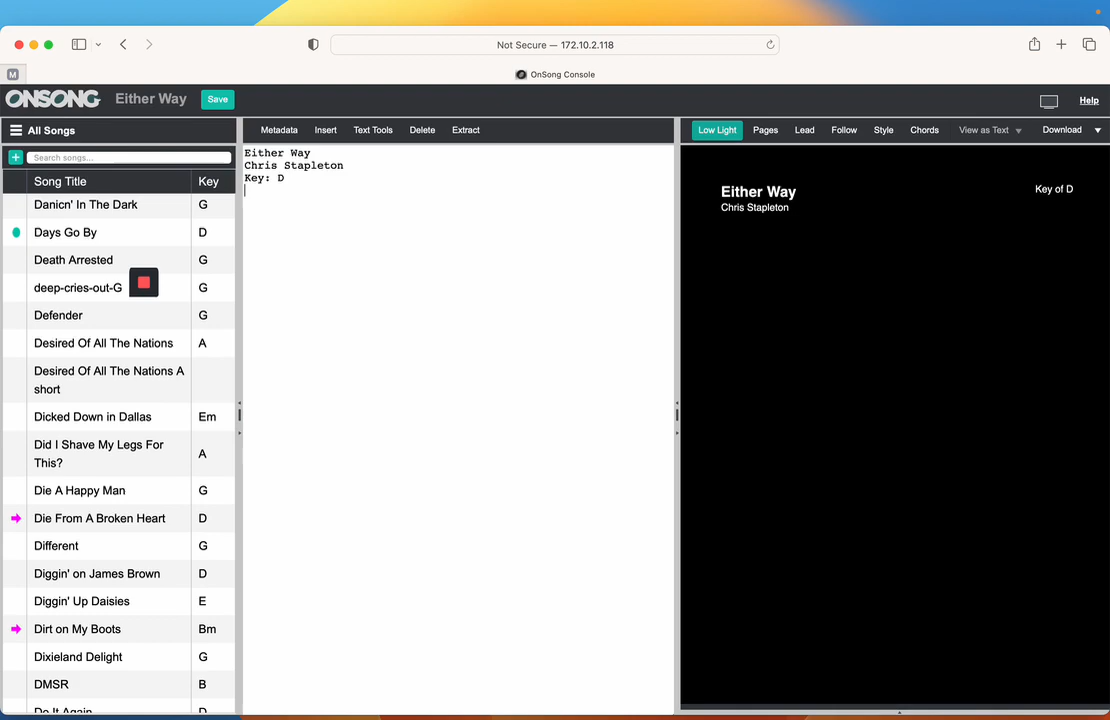 Not Secure — 172.10.2.118
M
OnSong Console
ONSONG
Either Way
Save
Help
All Songs
Metadata
Insert
Text Tools
Delete
Extract
Low Light
Pages
Lead
Follow
Style
Chords
View as Text
Download
+
Search songs...
Song Title
Key
Danicn' In The Dark
G
Days Go By
D
Death Arrested
G
deep-cries-out-G
G
Defender
G
Desired Of All The Nations
A
Desired Of All The Nations A
short
Dicked Down in Dallas
Em
Did I Shave My Legs For
This?
A
Die A Happy Man
G
Die From A Broken Heart
D
Different
G
Diggin' on James Brown
D
Diggin' Up Daisies
E
Dirt on My Boots
Bm
Dixieland Delight
G
DMSR
B
Do It Again
D
Either Way
Chris Stapleton
Key: D
Either Way
Chris Stapleton
Key of D